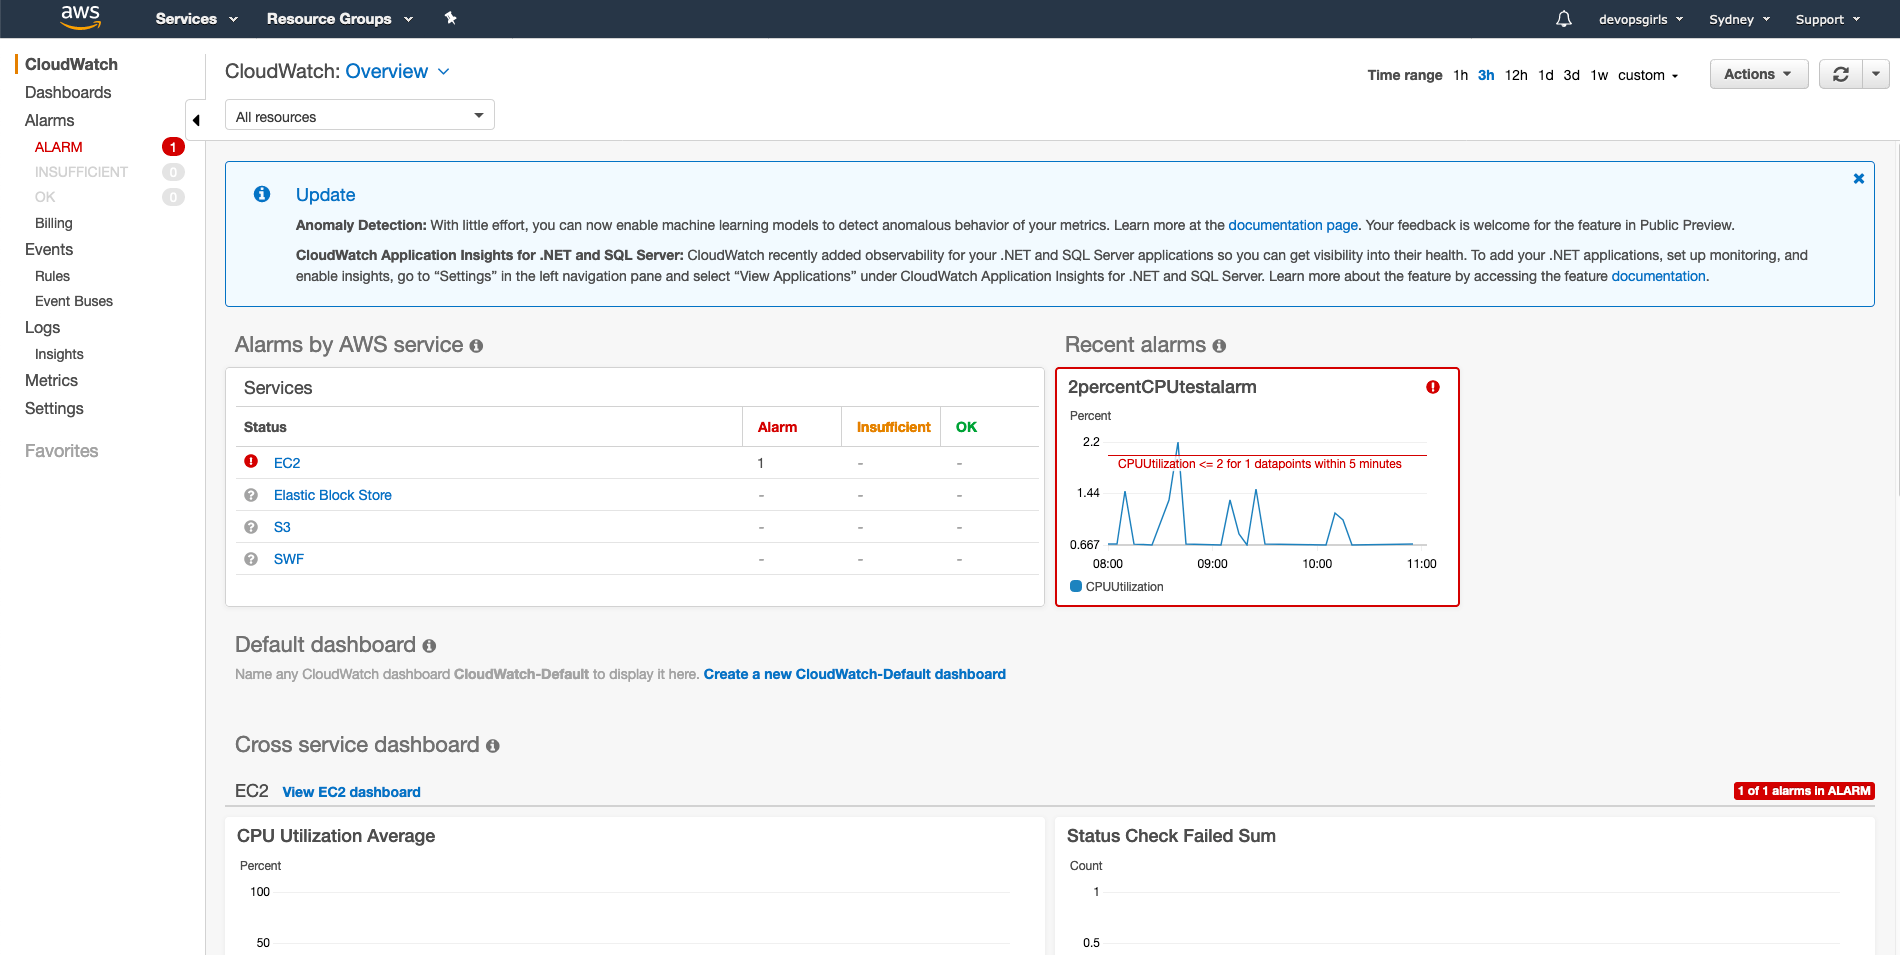 aws Services Resource Groups devopsgirls Sydney Support
CloudWatch
Dashboards
Alarms
ALARM 1
INSUFFICIENT 0
OK 0
Billing
Events
Rules
Event Buses
Logs
Insights
Metrics
Settings
Favorites
CloudWatch: Overview
Time range 1h 3h 12h 1d 3d 1w custom Actions
All resources
Update
Anomaly Detection: With little effort, you can now enable machine learning models to detect anomalous behavior of your metrics. Learn more at the documentation page. Your feedback is welcome for the feature in Public Preview.
CloudWatch Application Insights for .NET and SQL Server: CloudWatch recently added observability for your .NET and SQL Server applications so you can get visibility into their health. To add your .NET applications, set up monitoring, and
enable insights, go to “Settings” in the left navigation pane and select “View Applications” under CloudWatch Application Insights for .NET and SQL Server. Learn more about the feature by accessing the feature documentation.
Alarms by AWS service
Services
Status Alarm Insufficient OK
EC2 1 - -
Elastic Block Store - - -
S3 - - -
SWF - - -
Recent alarms
2percentCPUtestalarm
Percent
2.2
CPUUtilization <= 2 for 1 datapoints within 5 minutes
1.44
0.667
08:00 09:00 10:00 11:00
CPUUtilization
Default dashboard
Name any CloudWatch dashboard CloudWatch-Default to display it here. Create a new CloudWatch-Default dashboard
Cross service dashboard
EC2 View EC2 dashboard
1 of 1 alarms in ALARM
CPU Utilization Average
Percent
100
50
Status Check Failed Sum
Count
1
0.5